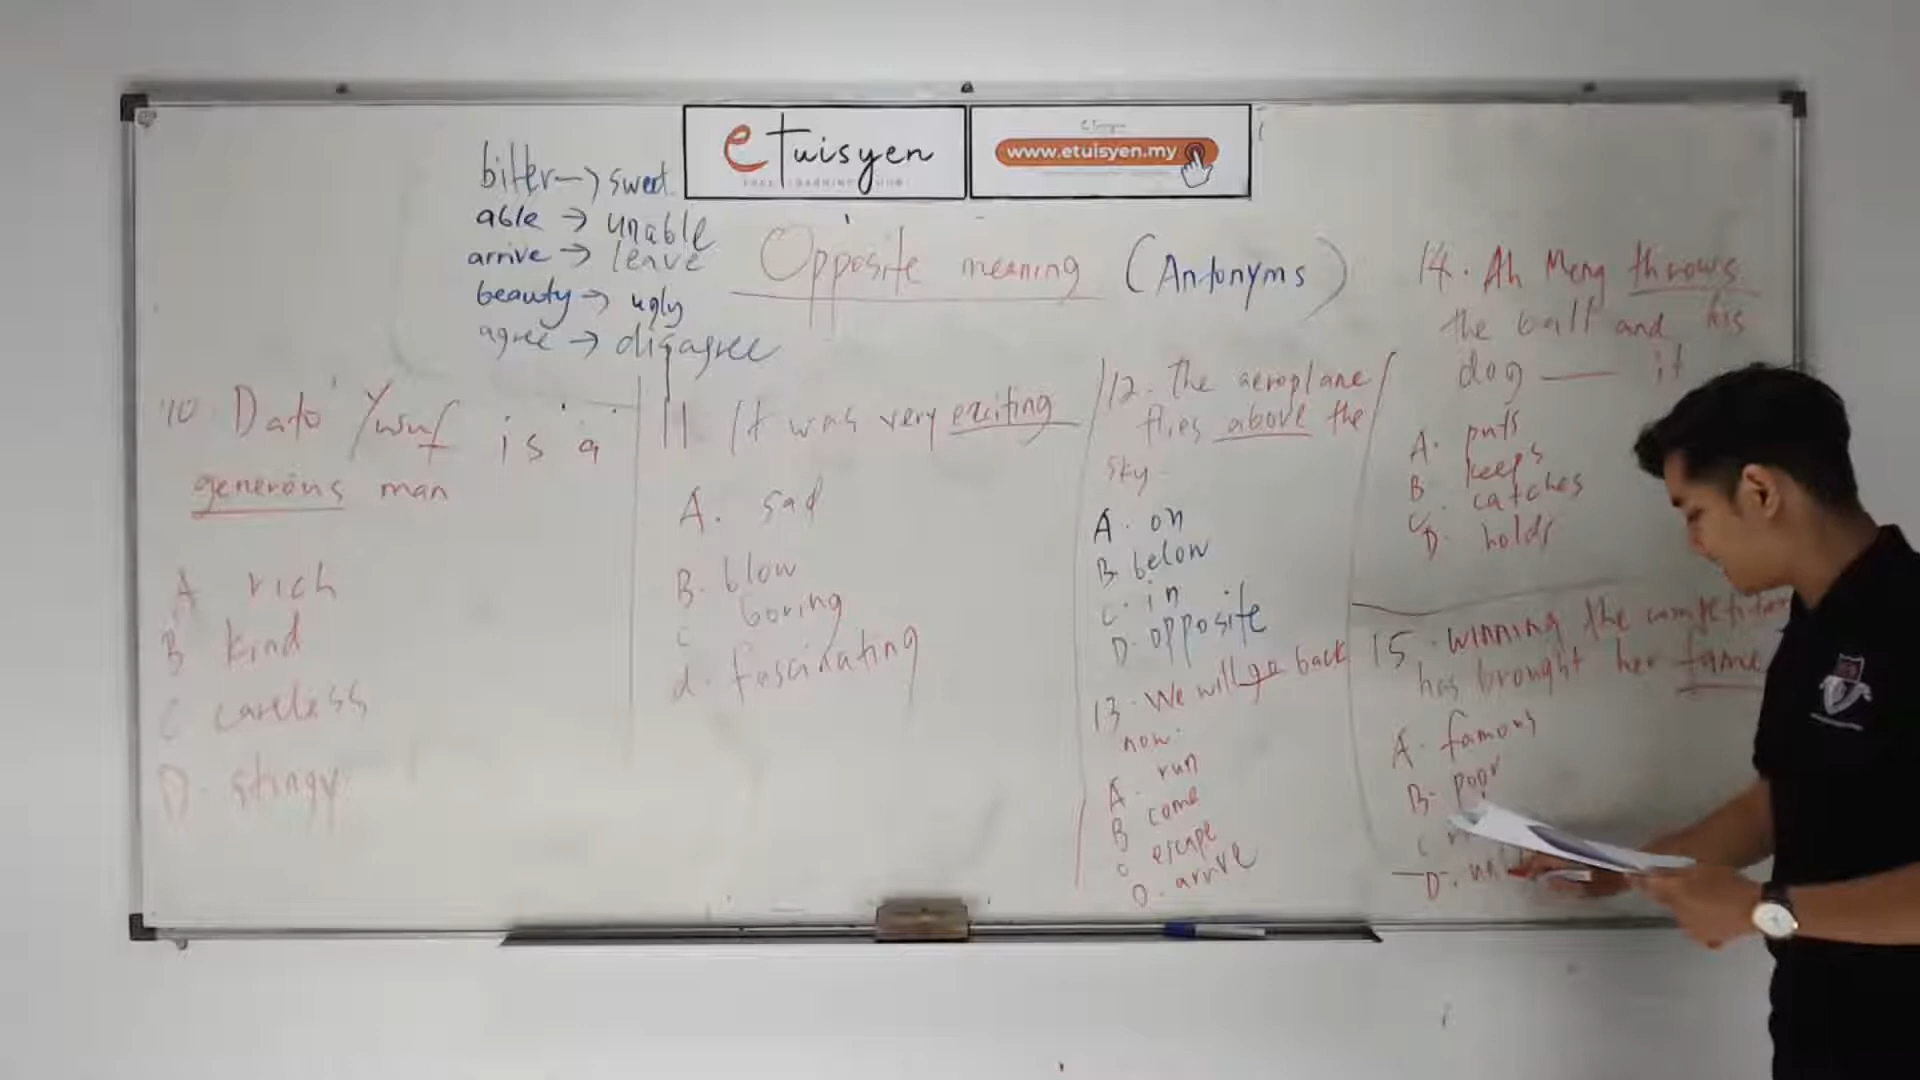 etuisyen
www.etuisyen.my
bitter → sweet
able → unable
arrive → leave
beauty → ugly
agree → disagree
Opposite meaning (Antonyms)
10. Dato' Yusuf is a
generous man
A rich
B kind
C careless
D. stingy
11 It was very exciting
A. sad
B. blow
C boring
d. fascinating
12. The aeroplane
flies above the
sky.
A. on
B. below
C. in
D. opposite
13. We will go back
now.
A. run
B come
C escape
D. arrive
14. Ah Meng throws
the ball and his
dog ___ it
A. puts
B keeps
C. catches
D. holds
15. winning the competition
has brought her fame
A. famous
B. poor
C
D.